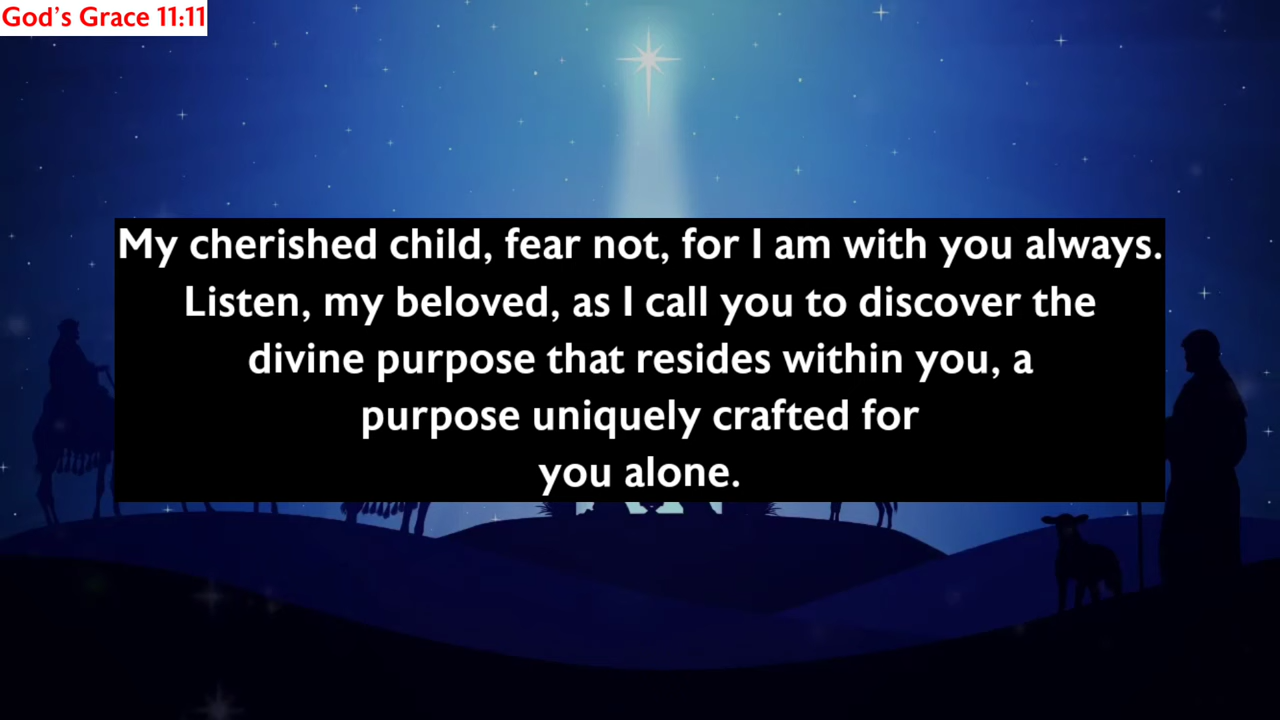 God's Grace 11:11
My cherished child, fear not, for I am with you always.
Listen, my beloved, as I call you to discover the
divine purpose that resides within you, a
purpose uniquely crafted for
you alone.